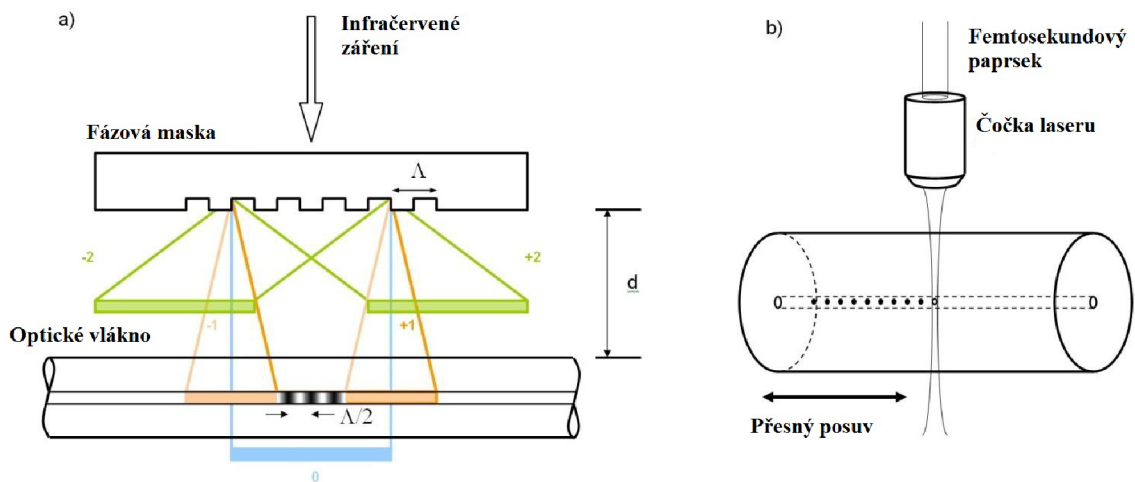 a)
Infračervené
záření
Fázová maska
Λ
-2
+2
d
-1
+1
Optické vlákno
Λ/2
0
b)
Femtosekundový
paprsek
Čočka laseru
Přesný posuv